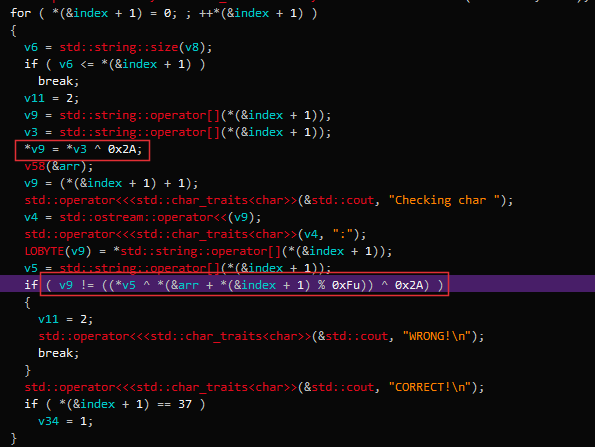 for ( *(&index + 1) = 0; ; ++*(&index + 1) )
{
v6 = std::string::size(v8);
if ( v6 <= *(&index + 1) )
break;
v11 = 2;
v9 = std::string::operator[](*(&index + 1));
v3 = std::string::operator[](*(&index + 1));
*v9 = *v3 ^ 0x2A;
v58(&arr);
v9 = (*(&index + 1) + 1);
std::operator<<<std::char_traits<char>>(&std::cout, "Checking char ");
v4 = std::ostream::operator<<(v9);
std::operator<<<std::char_traits<char>>(v4, ":");
LOBYTE(v9) = *std::string::operator[](*(&index + 1));
v5 = std::string::operator[](*(&index + 1));
if ( v9 != ((*v5 ^ *(&arr + *(&index + 1) % 0xFu)) ^ 0x2A) )
{
v11 = 2;
std::operator<<<std::char_traits<char>>(&std::cout, "WRONG!\n");
break;
}
std::operator<<<std::char_traits<char>>(&std::cout, "CORRECT!\n");
if ( *(&index + 1) == 37 )
v34 = 1;
}